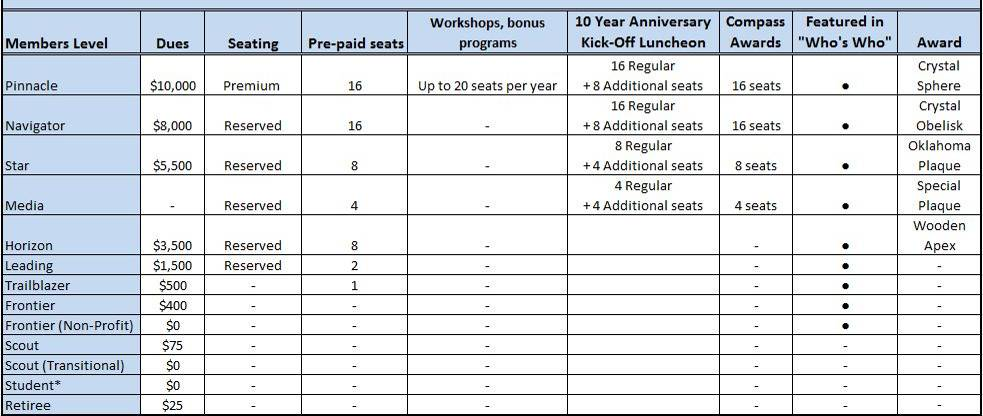 Members Level Dues Seating Pre-paid seats Workshops, bonus programs 10 Year Anniversary Kick-Off Luncheon Compass Awards Featured in "Who's Who" Award
Pinnacle $10,000 Premium 16 Up to 20 seats per year 16 Regular +8 Additional seats 16 seats ● Crystal Sphere
Navigator $8,000 Reserved 16 - 16 Regular +8 Additional seats 16 seats ● Crystal Obelisk
Star $5,500 Reserved 8 - 8 Regular +4 Additional seats 8 seats ● Oklahoma Plaque
Media - Reserved 4 - 4 Regular +4 Additional seats 4 seats ● Special Plaque
Horizon $3,500 Reserved 8 - - ● Wooden Apex
Leading $1,500 Reserved 2 - - ● -
Trailblazer $500 - 1 - - ● -
Frontier $400 - - - - ● -
Frontier (Non-Profit) $0 - - - - ● -
Scout $75 - - - - - -
Scout (Transitional) $0 - - - - - -
Student* $0 - - - - - -
Retiree $25 - - - - - -